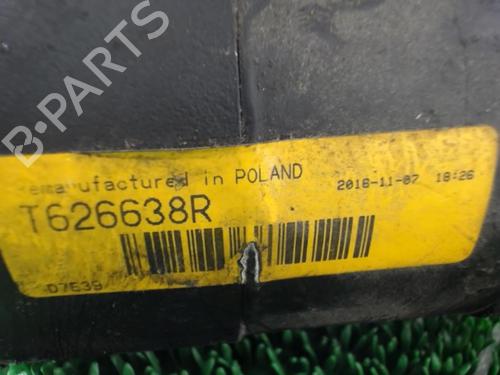 B-PARTS
Remanufactured in POLAND
2018-11-07 18:26
T626638R
D7E39